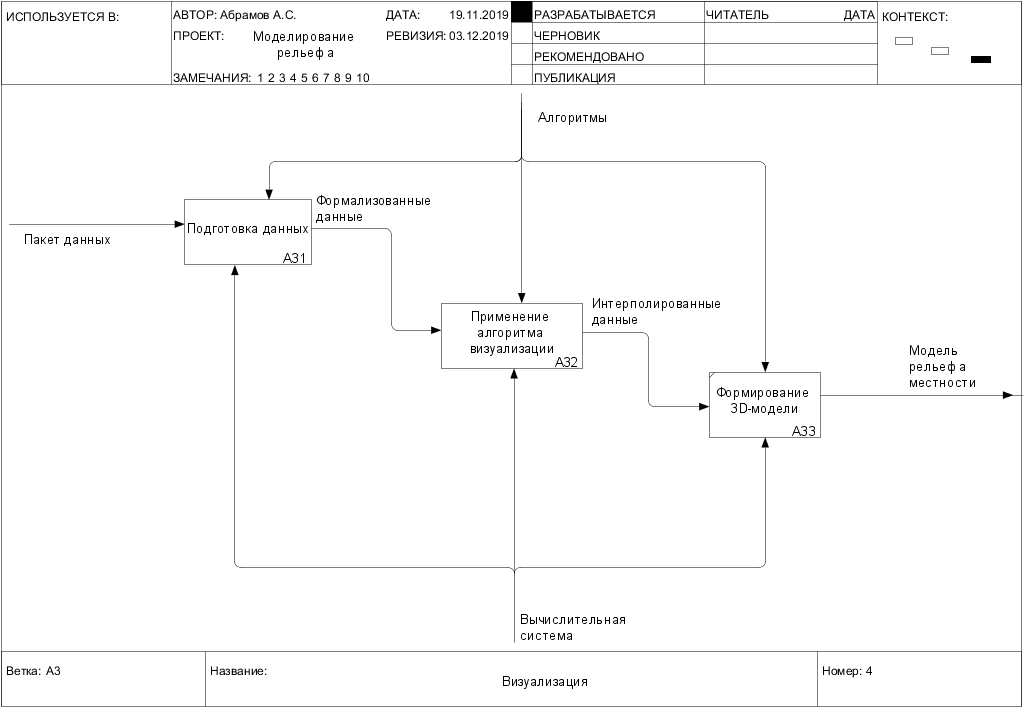 ИСПОЛЬЗУЕТСЯ В:
АВТОР: Абрамов А.С.
ДАТА: 19.11.2019
ПРОЕКТ: Моделирование
рельефа
РЕВИЗИЯ: 03.12.2019
ЗАМЕЧАНИЯ: 1 2 3 4 5 6 7 8 9 10
РАЗРАБАТЫВАЕТСЯ
ЧЕРНОВИК
РЕКОМЕНДОВАНО
ПУБЛИКАЦИЯ
ЧИТАТЕЛЬ ДАТА
КОНТЕКСТ:
Алгоритмы
Пакет данных
Подготовка данных
А31
Формализованные
данные
Применение
алгоритма
визуализации
А32
Интерполированные
данные
Формирование
3D-модели
А33
Модель
рельефа
местности
Вычислительная
система
Ветка: А3
Название:
Визуализация
Номер: 4